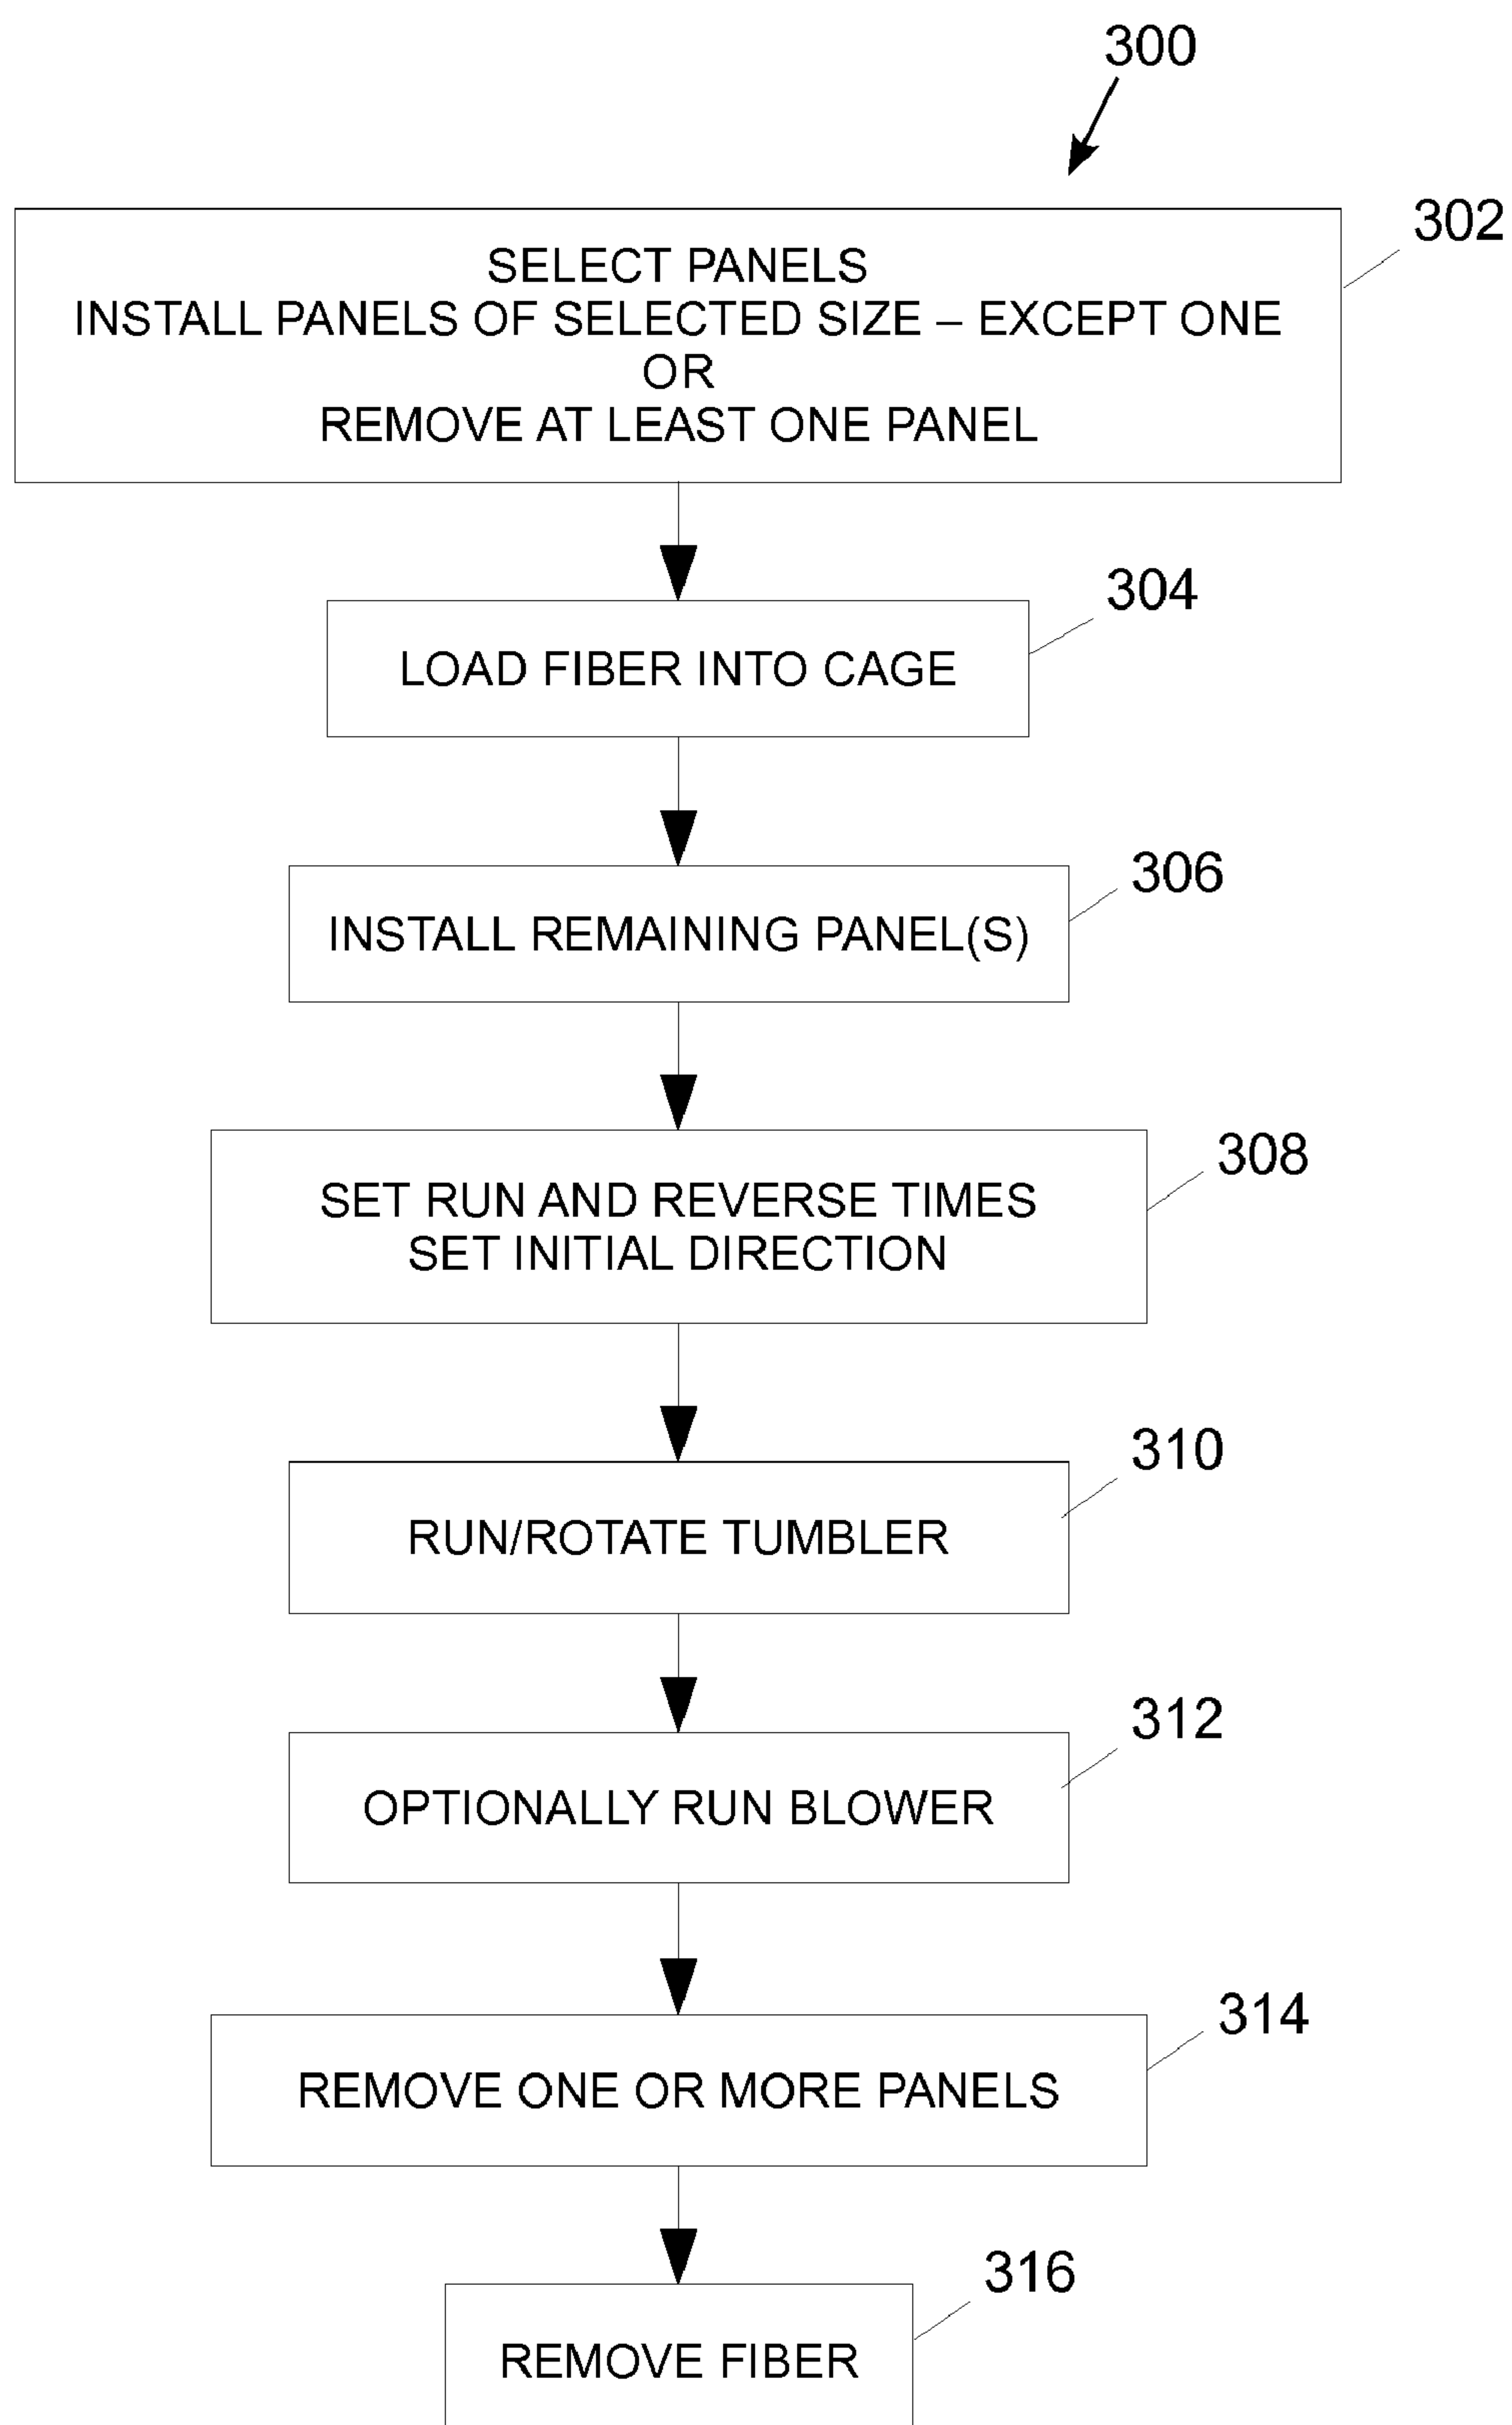 300
302
SELECT PANELS
INSTALL PANELS OF SELECTED SIZE – EXCEPT ONE
OR
REMOVE AT LEAST ONE PANEL
304
LOAD FIBER INTO CAGE
306
INSTALL REMAINING PANEL(S)
308
SET RUN AND REVERSE TIMES
SET INITIAL DIRECTION
310
RUN/ROTATE TUMBLER
312
OPTIONALLY RUN BLOWER
314
REMOVE ONE OR MORE PANELS
316
REMOVE FIBER